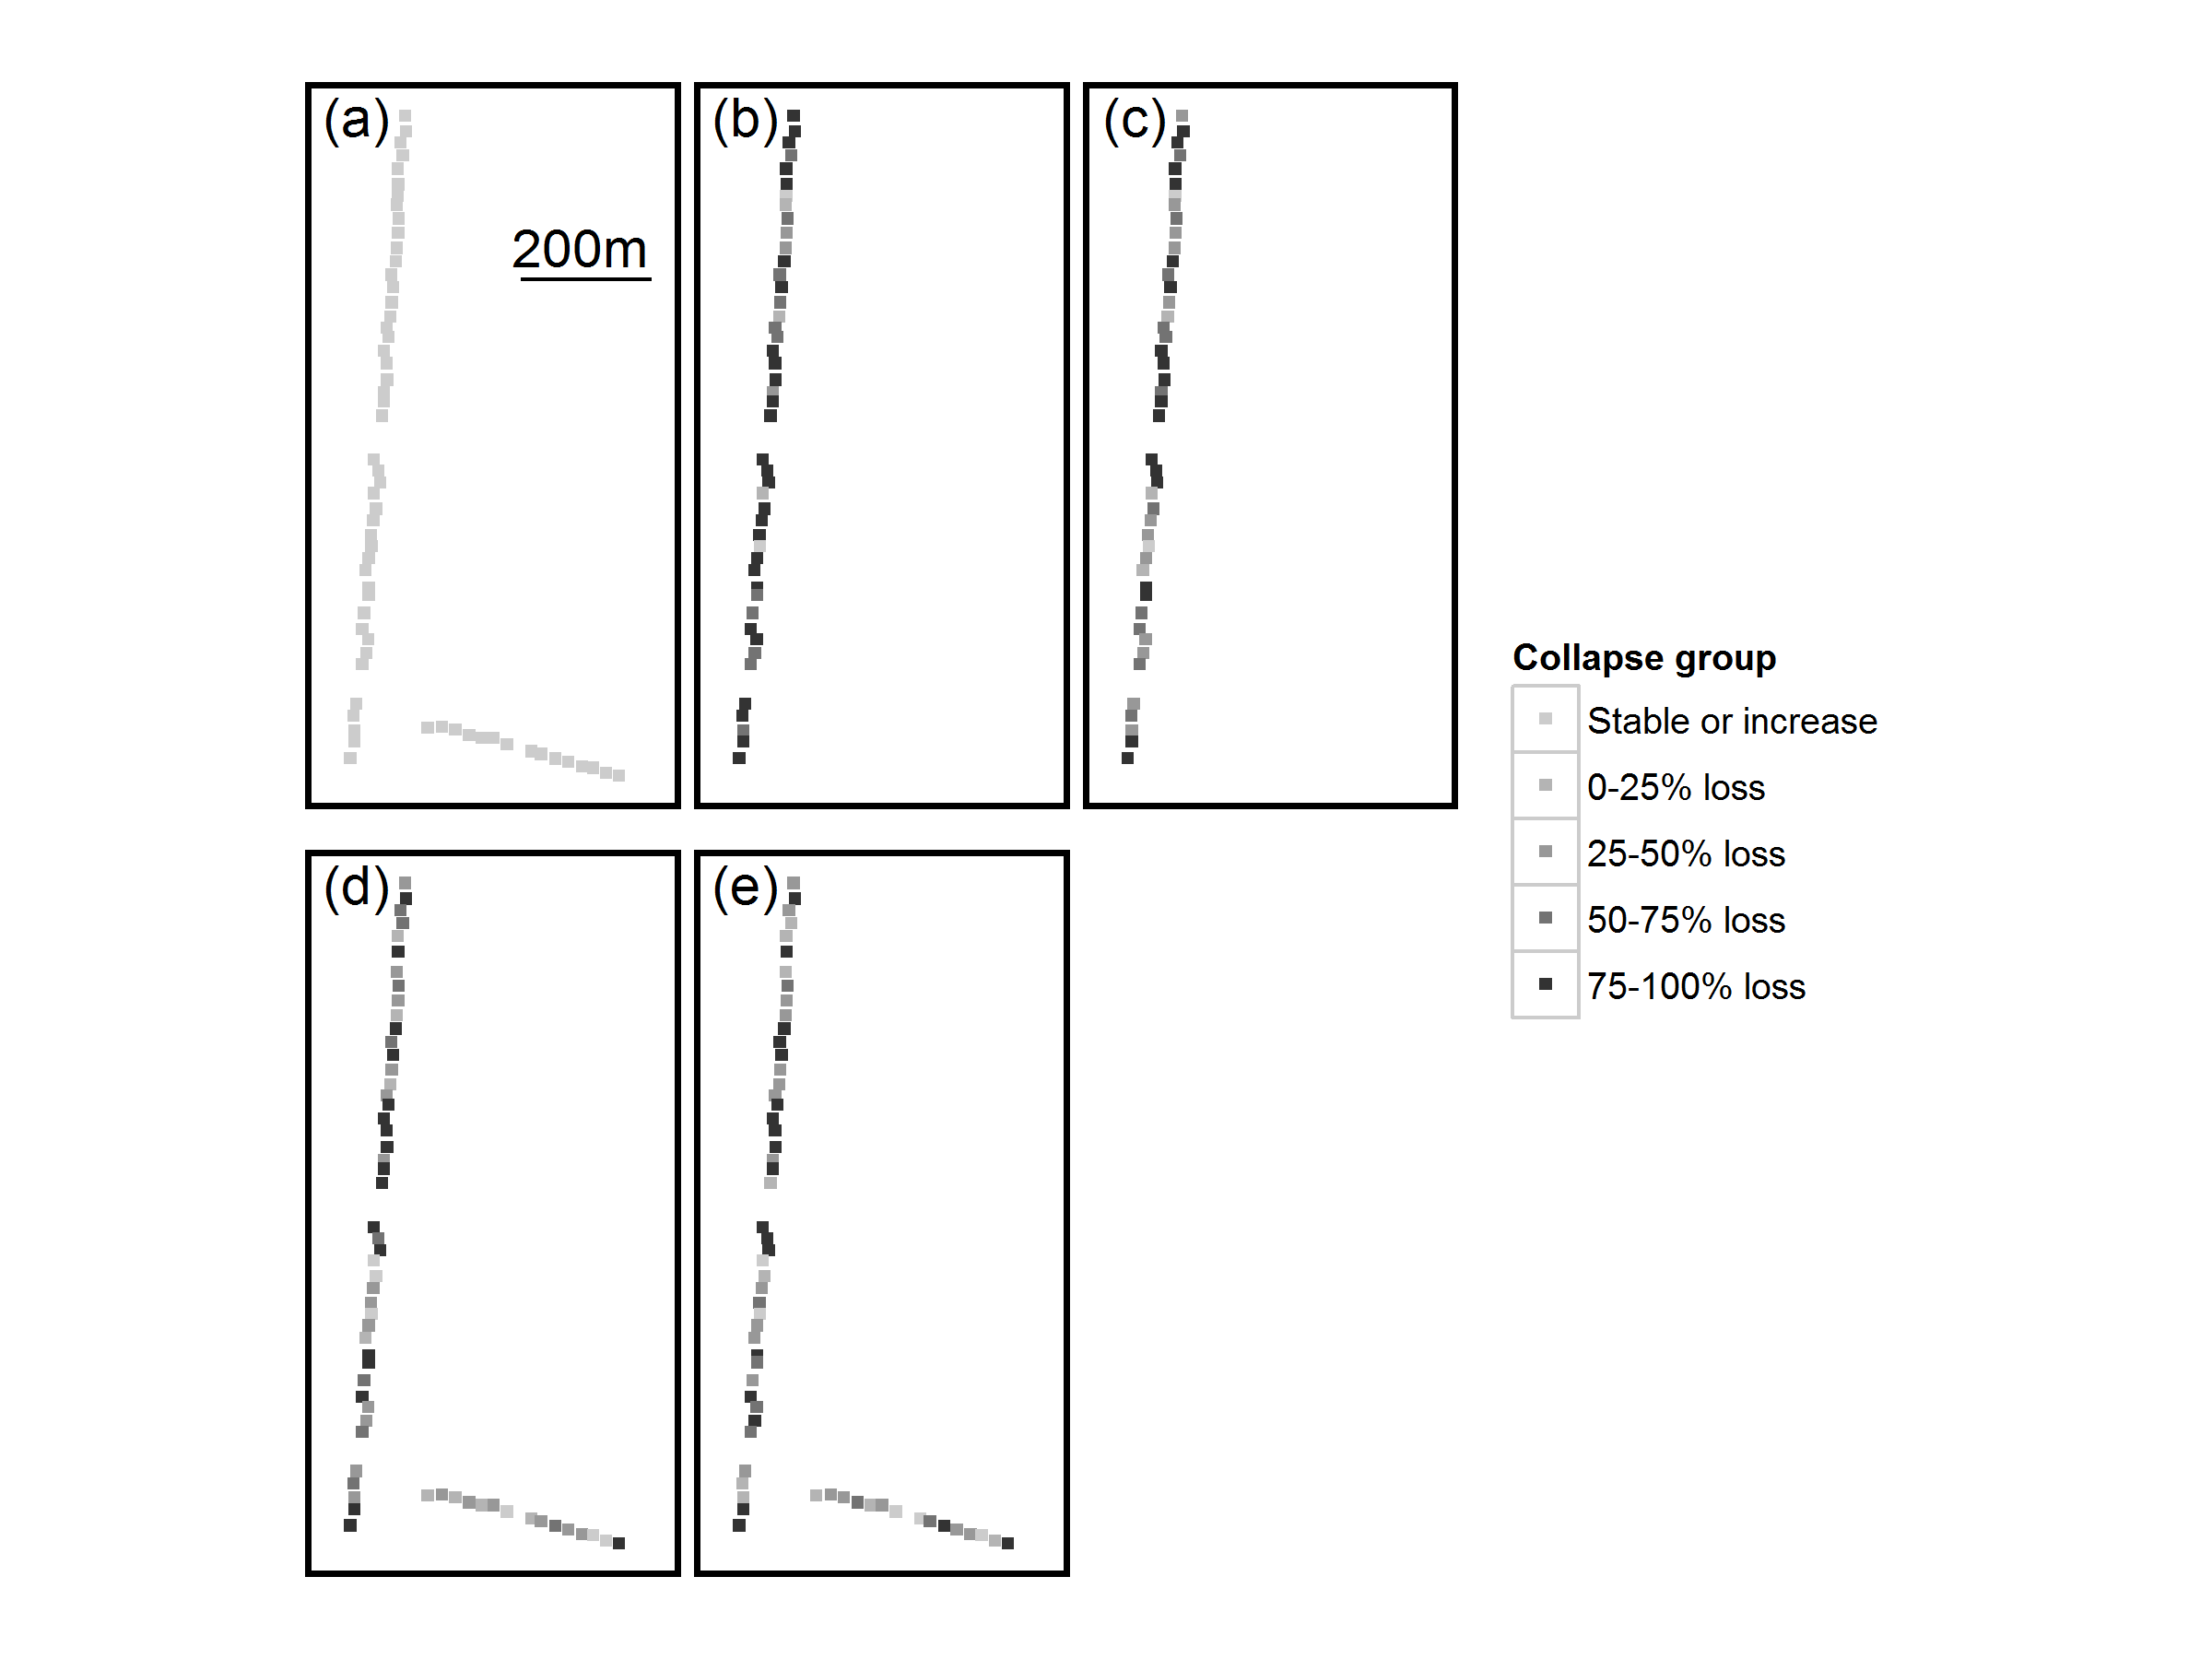 (a)
(b)
(c)
200m
Collapse group
Stable or increase
0-25% loss
25-50% loss
50-75% loss
75-100% loss
(d)
(e)